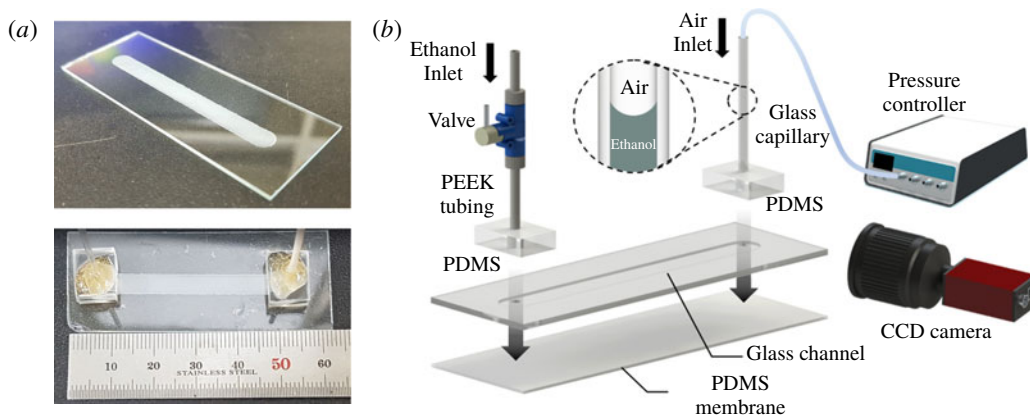 (a)
10 20 30 40 50 60
STAINLESS STEEL
(b)
Ethanol
Inlet
Valve
PEEK
tubing
PDMS
Air
Ethanol
Air
Inlet
Glass
capillary
PDMS
Pressure
controller
CCD camera
Glass channel
PDMS
membrane